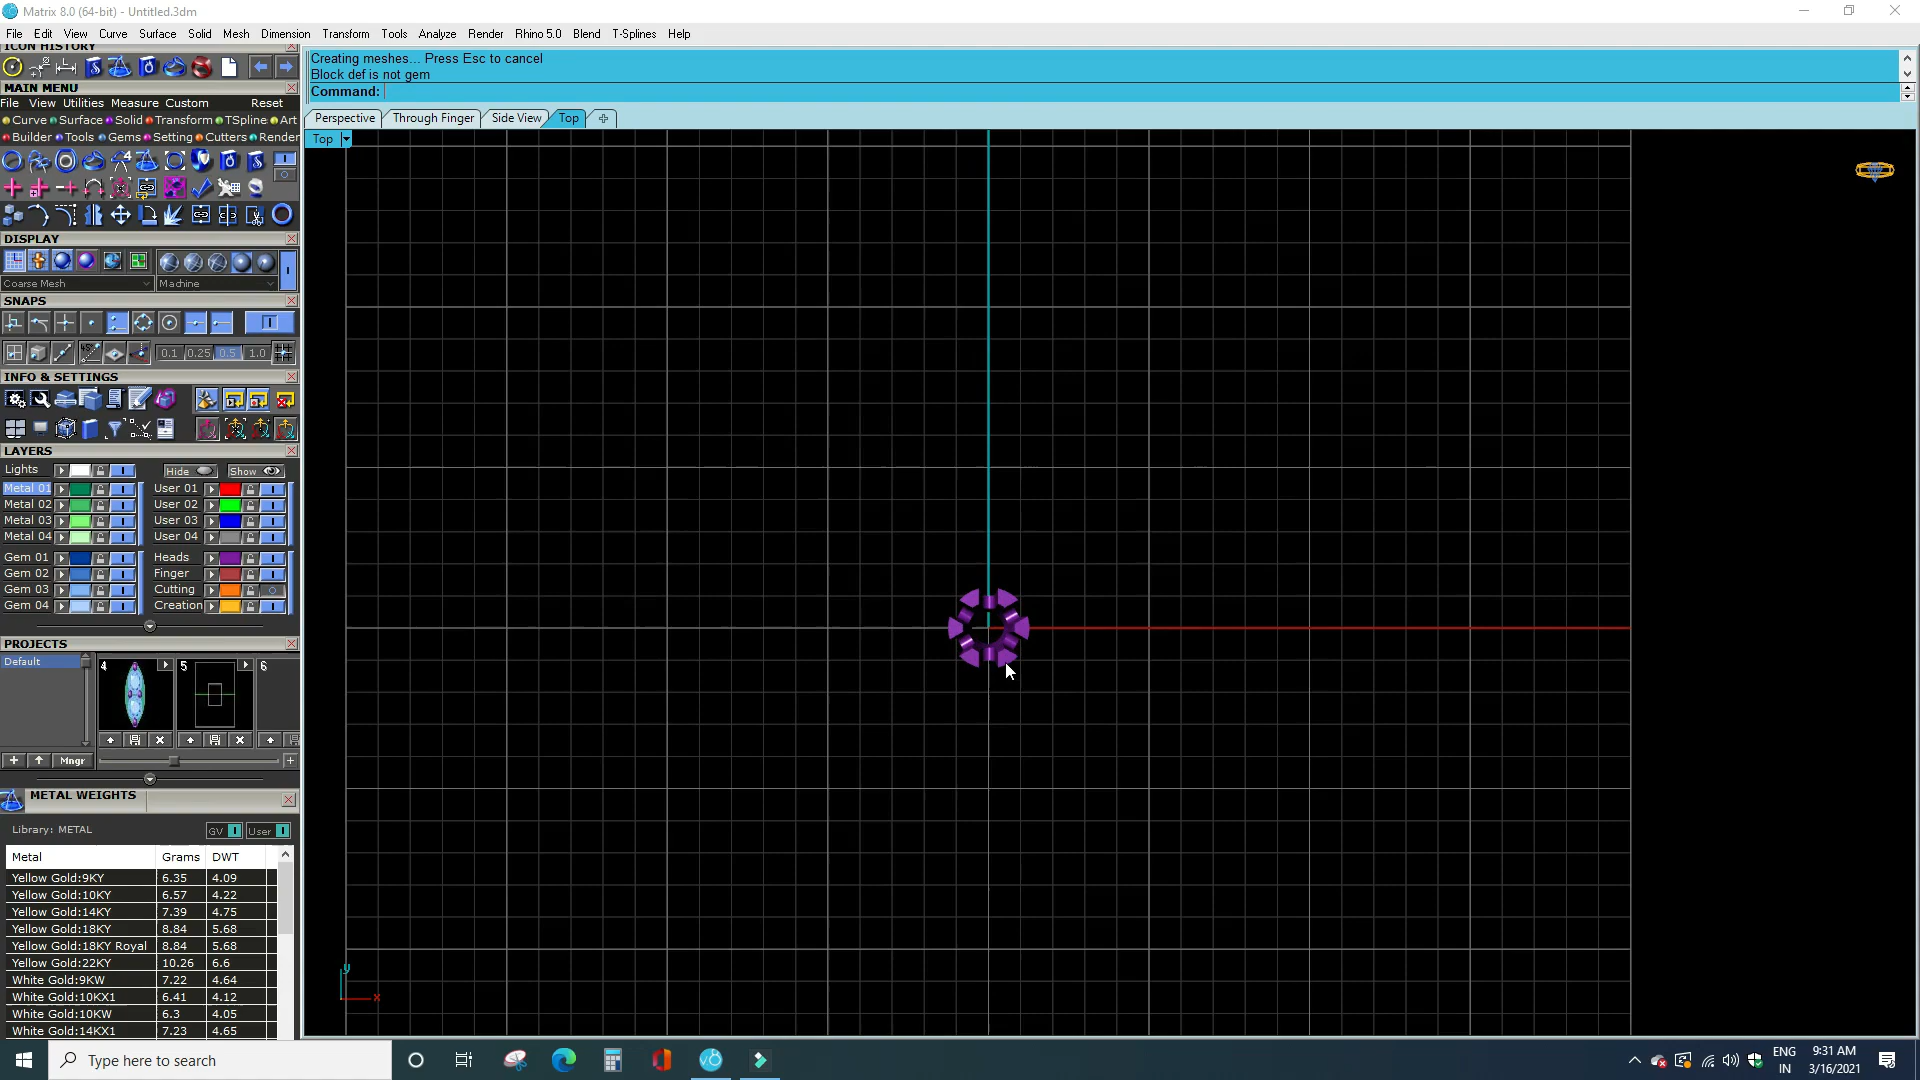 Matrix 8.0 (64-bit) - Untitled.3dm
File Edit View Curve Surface Solid Mesh Dimension Transform Tools Analyze Render Rhino 5.0 Blend T-Splines Help
ICON HISTORY
Creating meshes... Press Esc to cancel
Block def is not gem
Command:
MAIN MENU
File View Utilities Measure Custom Reset
Curve Surface Solid Transform TSpline Art
Builder Tools Gems Setting Cutters Render
Perspective Through Finger Side View Top
Top
DISPLAY
Coarse Mesh Machine
SNAPS
0.1 0.25 0.5 1.0
INFO & SETTINGS
LAYERS
Lights Hide Show
Metal 01 User 01
Metal 02 User 02
Metal 03 User 03
Metal 04 User 04
Gem 01 Heads
Gem 02 Finger
Gem 03 Cutting
Gem 04 Creation
PROJECTS
Default 4 5 6
Mngr
METAL WEIGHTS
Library: METAL GV User
Metal Grams DWT
Yellow Gold:9KY 6.35 4.09
Yellow Gold:10KY 6.57 4.22
Yellow Gold:14KY 7.39 4.75
Yellow Gold:18KY 8.84 5.68
Yellow Gold:18KY Royal 8.84 5.68
Yellow Gold:22KY 10.26 6.6
White Gold:9KW 7.22 4.64
White Gold:10KX1 6.41 4.12
White Gold:10KW 6.3 4.05
White Gold:14KX1 7.23 4.65
y
x
Type here to search
ENG
IN
9:31 AM
3/16/2021